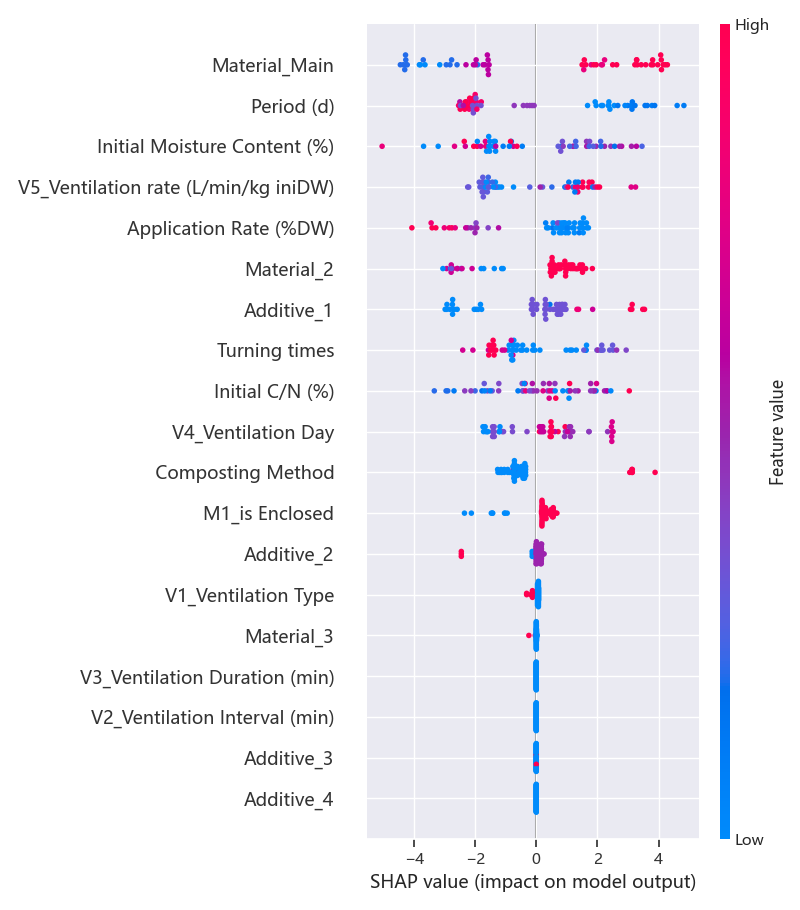 High
Material_Main
Period (d)
Initial Moisture Content (%)
V5_Ventilation rate (L/min/kg iniDW)
Application Rate (%DW)
Material_2
Additive_1
Turning times
Initial C/N (%)
V4_Ventilation Day
Composting Method
M1_is Enclosed
Additive_2
V1_Ventilation Type
Material_3
V3_Ventilation Duration (min)
V2_Ventilation Interval (min)
Additive_3
Additive_4
Feature value
Low
−4 −2 0 2 4
SHAP value (impact on model output)